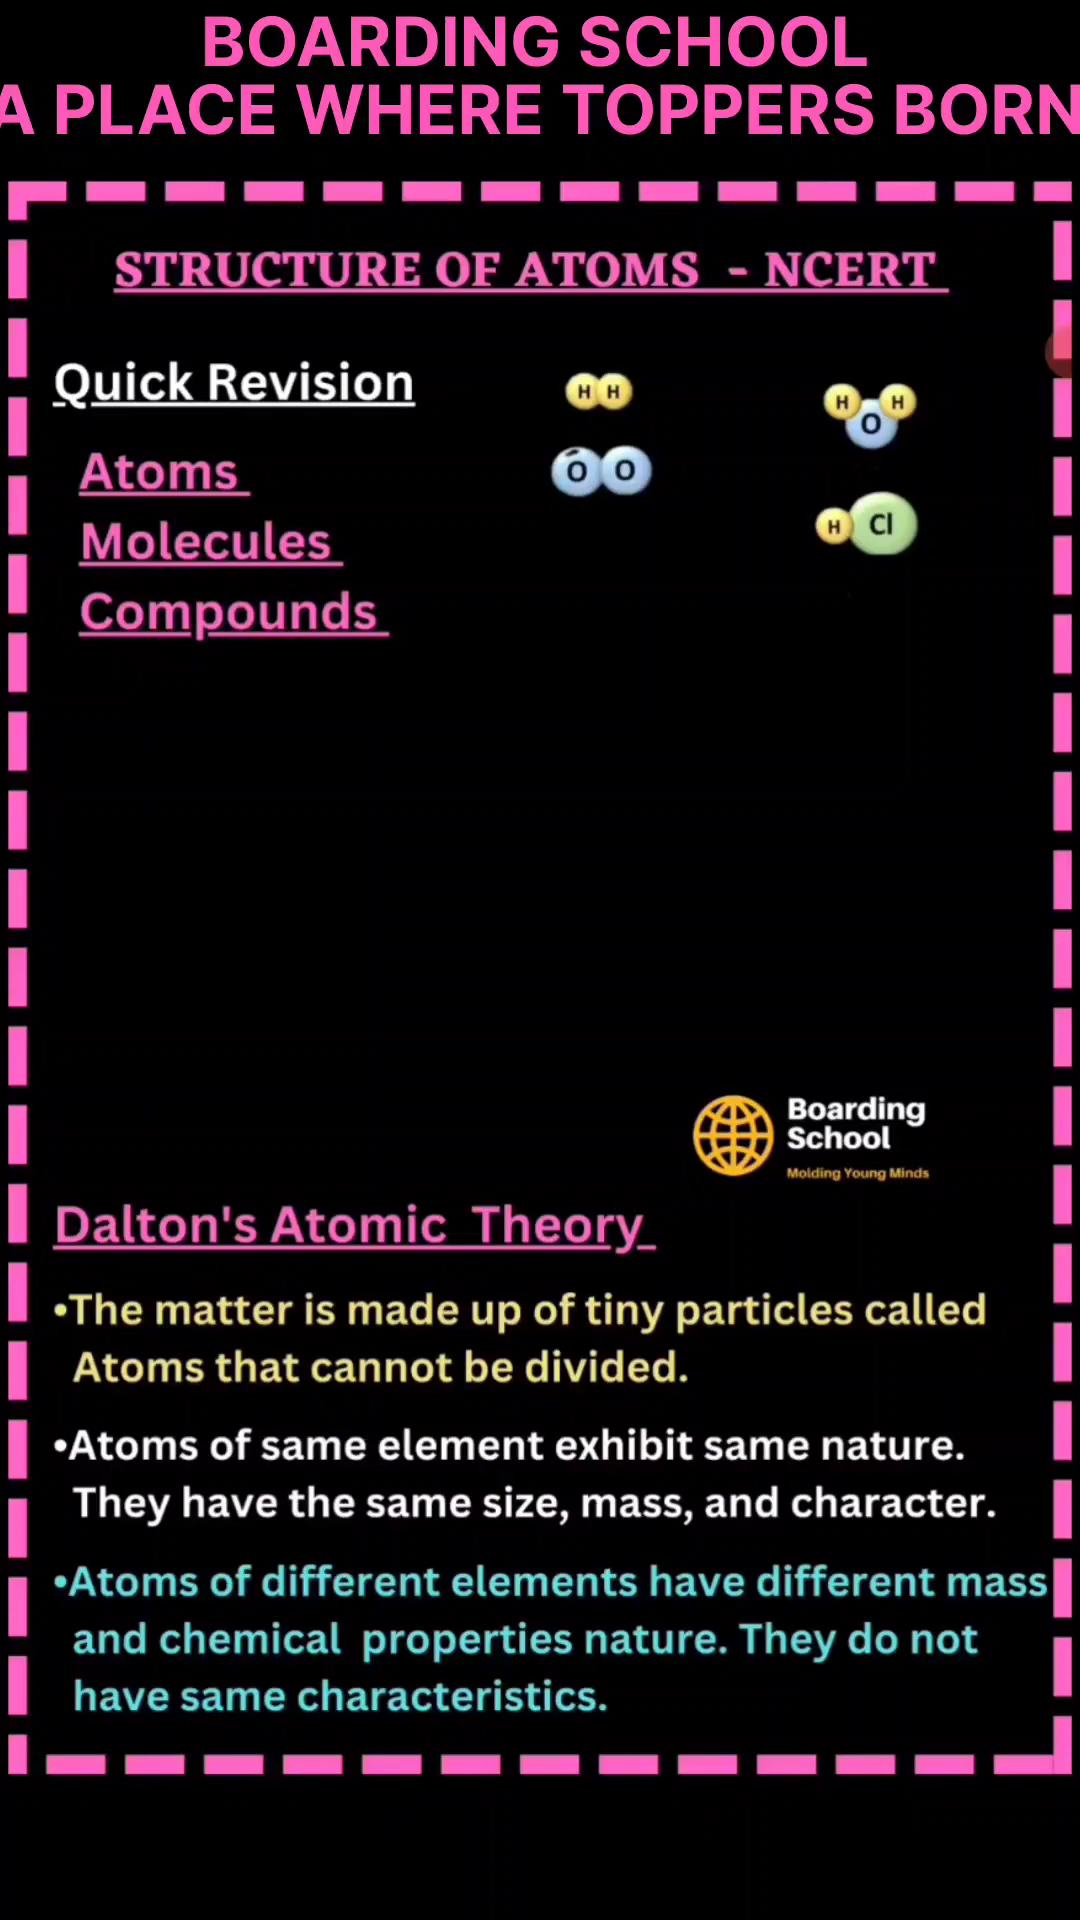 BOARDING SCHOOL
A PLACE WHERE TOPPERS BORN
STRUCTURE OF ATOMS - NCERT
Quick Revision
H H
H H
O
Atoms
O O
Molecules
H Cl
Compounds
Boarding
School
Molding Young Minds
Dalton's Atomic Theory
•The matter is made up of tiny particles called
Atoms that cannot be divided.
•Atoms of same element exhibit same nature.
They have the same size, mass, and character.
•Atoms of different elements have different mass
and chemical properties nature. They do not
have same characteristics.